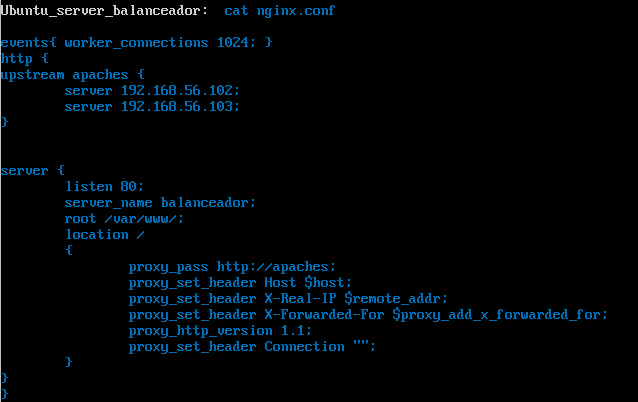 Ubuntu_server_balanceador: cat nginx.conf
events{ worker_connections 1024; }
http {
upstream apaches {
server 192.168.56.102;
server 192.168.56.103;
}
server {
listen 80;
server_name balanceador;
root /var/www/;
location /
{
proxy_pass http://apaches;
proxy_set_header Host $host;
proxy_set_header X-Real-IP $remote_addr;
proxy_set_header X-Forwarded-For $proxy_add_x_forwarded_for;
proxy_http_version 1.1;
proxy_set_header Connection "";
}
}
}